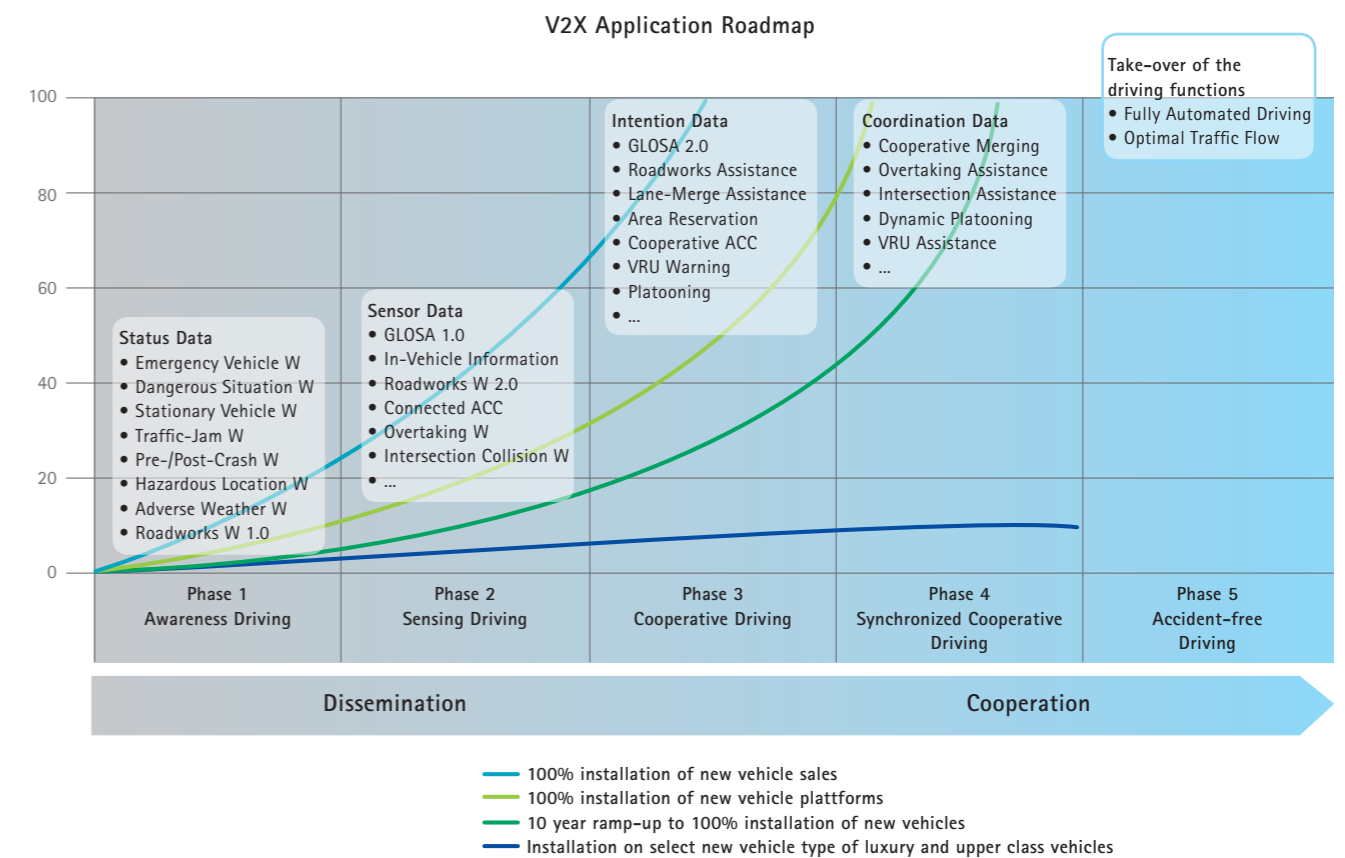 V2X Application Roadmap
100
80
60
40
20
0
Status Data
• Emergency Vehicle W
• Dangerous Situation W
• Stationary Vehicle W
• Traffic-Jam W
• Pre-/Post-Crash W
• Hazardous Location W
• Adverse Weather W
• Roadworks W 1.0
Sensor Data
• GLOSA 1.0
• In-Vehicle Information
• Roadworks W 2.0
• Connected ACC
• Overtaking W
• Intersection Collision W
• ...
Intention Data
• GLOSA 2.0
• Roadworks Assistance
• Lane-Merge Assistance
• Area Reservation
• Cooperative ACC
• VRU Warning
• Platooning
• ...
Coordination Data
• Cooperative Merging
• Overtaking Assistance
• Intersection Assistance
• Dynamic Platooning
• VRU Assistance
• ...
Take-over of the
driving functions
• Fully Automated Driving
• Optimal Traffic Flow
Phase 1
Awareness Driving
Phase 2
Sensing Driving
Phase 3
Cooperative Driving
Phase 4
Synchronized Cooperative
Driving
Phase 5
Accident-free
Driving
Dissemination
Cooperation
100% installation of new vehicle sales
100% installation of new vehicle plattforms
10 year ramp-up to 100% installation of new vehicles
Installation on select new vehicle type of luxury and upper class vehicles